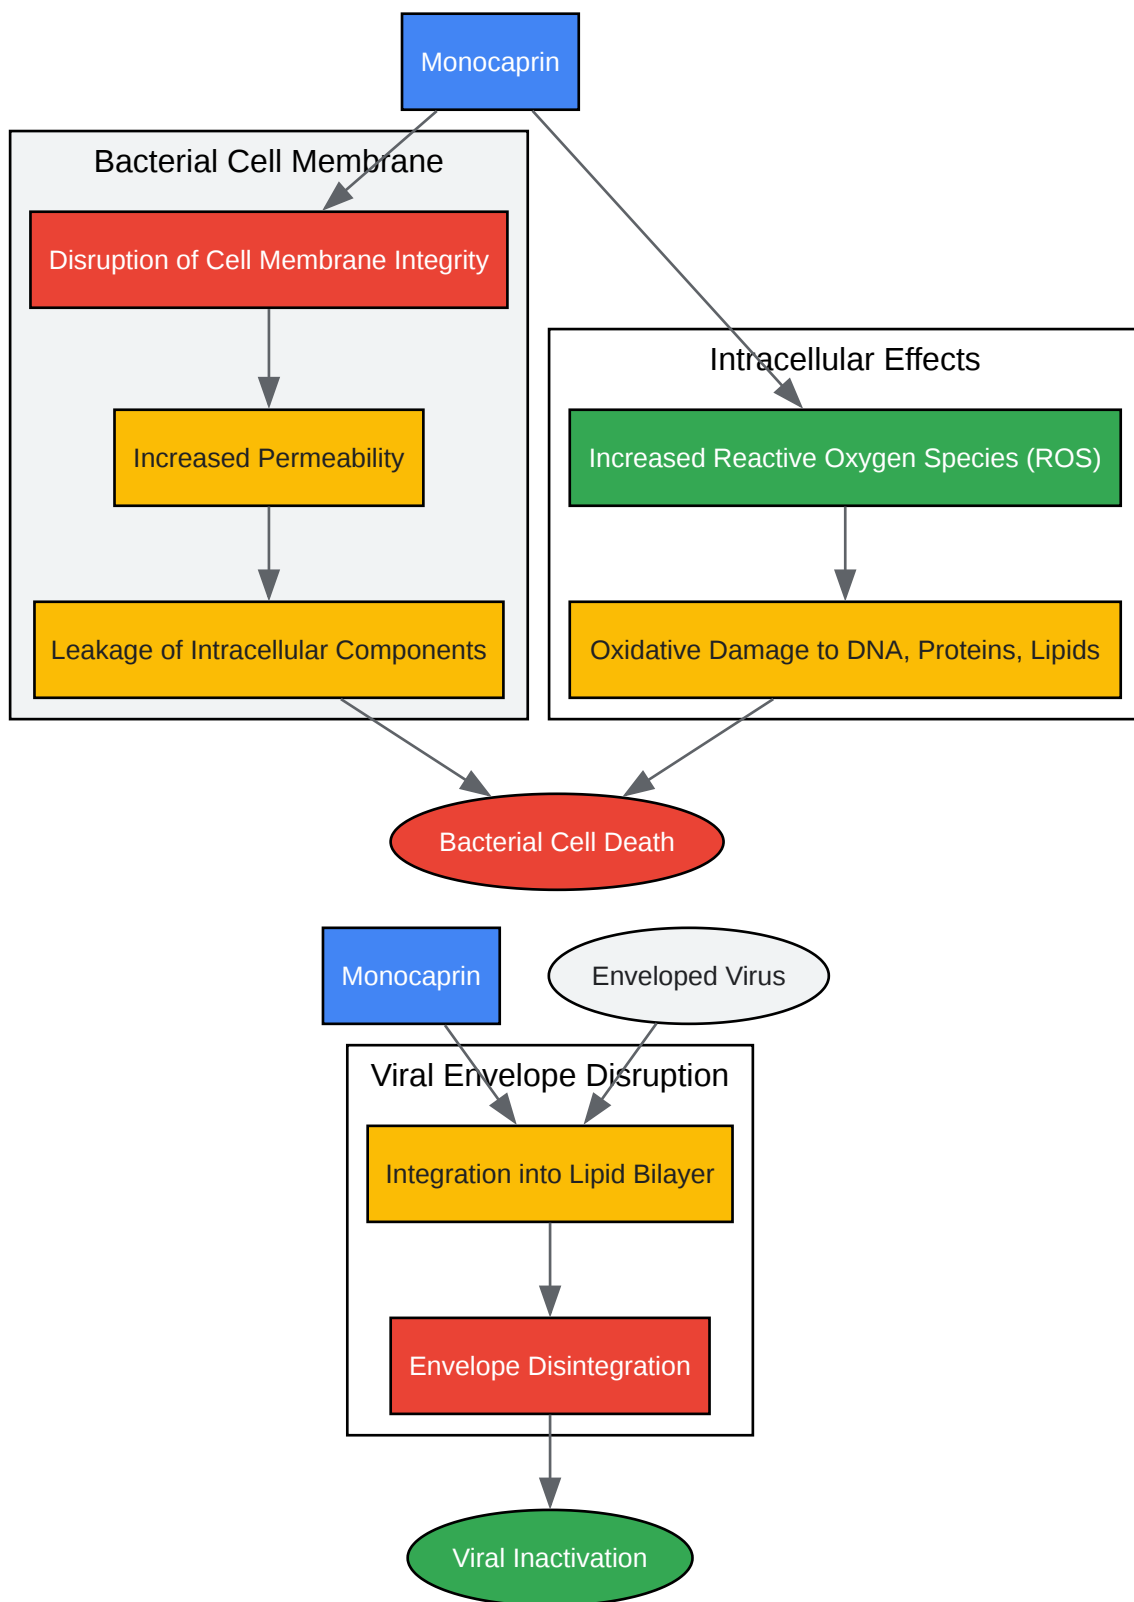 Monocaprin
Bacterial Cell Membrane
Disruption of Cell Membrane Integrity
Increased Permeability
Leakage of Intracellular Components
Intracellular Effects
Increased Reactive Oxygen Species (ROS)
Oxidative Damage to DNA, Proteins, Lipids
Bacterial Cell Death
Monocaprin
Enveloped Virus
Viral Envelope Disruption
Integration into Lipid Bilayer
Envelope Disintegration
Viral Inactivation